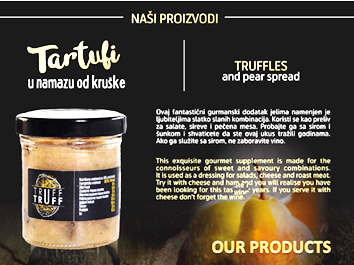 NAŠI PROIZVODI
Tartufi
u namazu od kruške
TRUFFLES
and pear spread
Ovaj fantastični gurmanski dodatak jelima namenjen je
ljubiteljima slatko slanih kombinacija. Koristi se kao preliv
za salate, sireve i pečena mesa. Probajte ga sa sirom i
šunkom i shvatićete da ste ovaj ukus tražili godinama.
Ako ga služite sa sirom, ne zaboravite vino.
This exquisite gourmet supplement is made for the
connoisseurs of sweet and savoury combinations.
It is used as a dressing for salads, cheese and roast meat.
Try it with cheese and ham and you will realise you have
been looking for this taste years. If you serve it with
cheese don't forget the wine.
TRUFF
TRUFF
OUR PRODUCTS